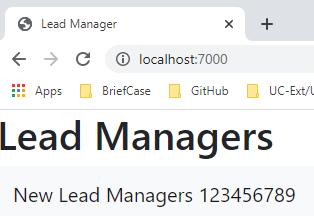 Lead Manager
localhost:7000
Apps BriefCase GitHub UC-Ext/U
Lead Managers
New Lead Managers 123456789